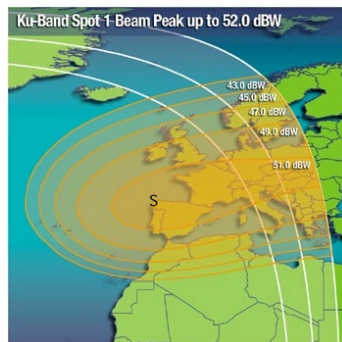 Ku-Band Spot 1 Beam Peak up to 52.0 dBW
43.0 dBW
45.0 dBW
47.0 dBW
49.0 dBW
51.0 dBW
S